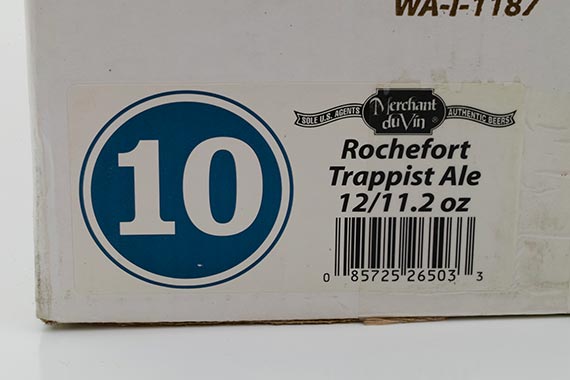 WA-I-1187
10
Merchant
du Vin ®
SOLE U.S. AGENTS
AUTHENTIC BEERS
Rochefort
Trappist Ale
12/11.2 oz
0 85725 26503 3